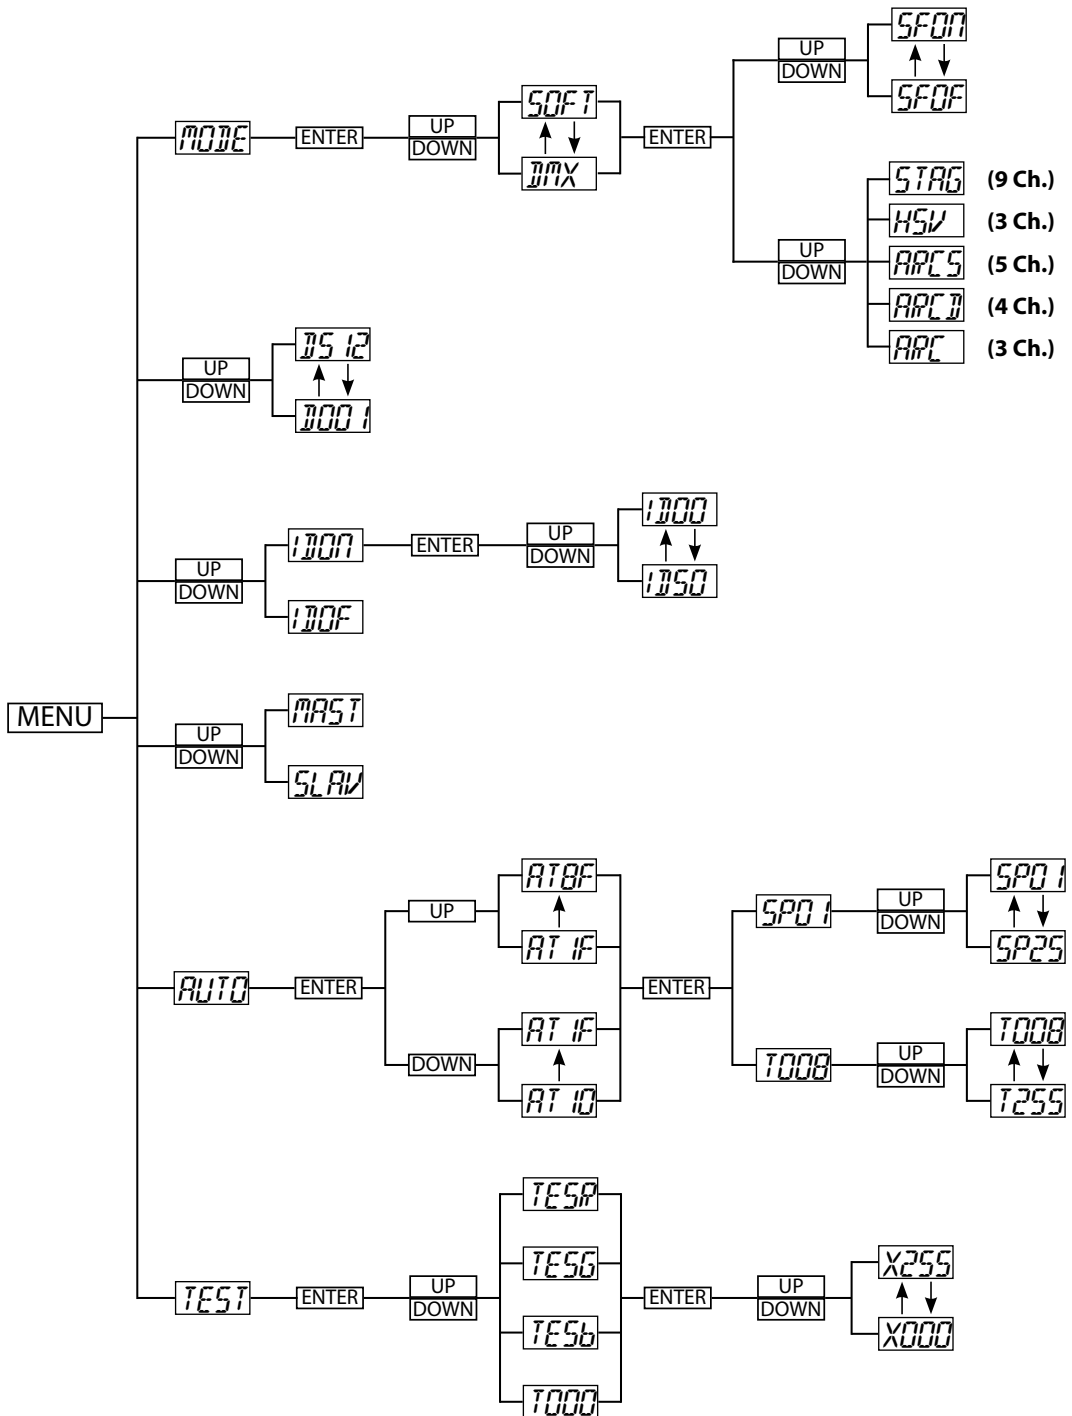 UP
DOWN
SFON
SFOF
MODE
ENTER
UP
DOWN
SOFT
DMX
ENTER
STAG (9 Ch.)
HSV (3 Ch.)
UP
DOWN
ARCS (5 Ch.)
ARCD (4 Ch.)
ARC (3 Ch.)
UP
DOWN
D512
D001
IDON
ENTER
UP
DOWN
ID00
ID50
UP
DOWN
IDOF
MENU
UP
DOWN
MAST
SLAV
AUTO
ENTER
UP
AT8F
AT1F
DOWN
AT1F
AT10
ENTER
SP01
UP
DOWN
SP01
SP25
T008
UP
DOWN
T008
T255
TEST
ENTER
UP
DOWN
TESR
TESG
TESb
T000
ENTER
UP
DOWN
X255
X000